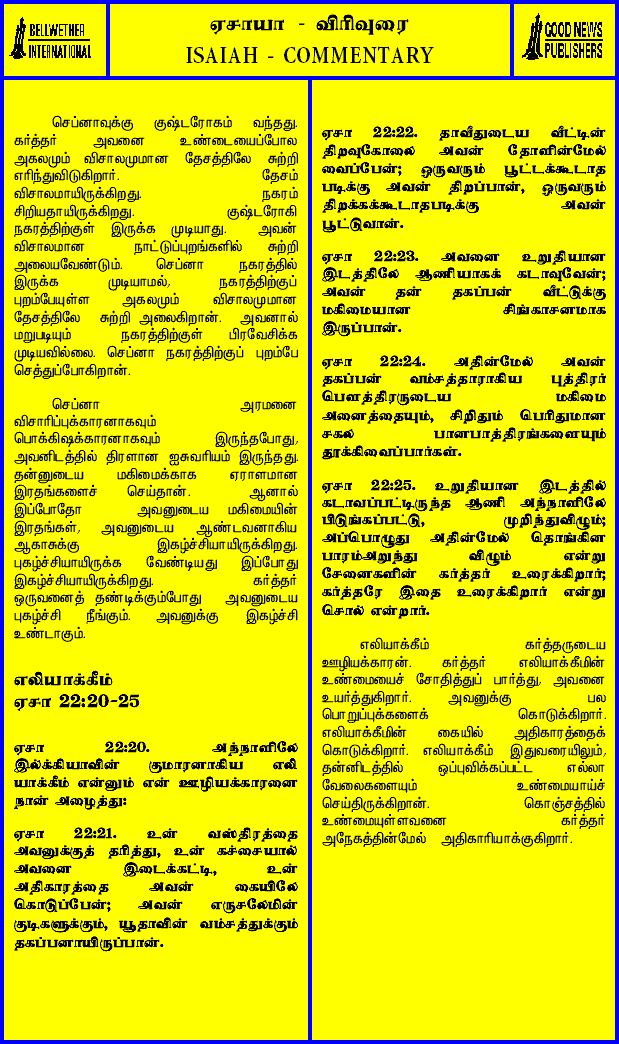 BELLWETHER
INTERNATIONAL
ஏசாயா - விரிவுரை
ISAIAH - COMMENTARY
GOOD NEWS
PUBLISHERS
செப்னாவுக்கு குஷ்டரோகம் வந்தது.
கர்த்தர் அவனை உண்டையைப்போல
அகலமும் விசாலமுமான தேசத்திலே சுற்றி
எறிந்துவிடுகிறார். தேசம்
விசாலமாயிருக்கிறது. நகரம்
சிறியதாயிருக்கிறது. குஷ்டரோகி
நகரத்திற்குள் இருக்க முடியாது. அவன்
விசாலமான நாட்டுப்புறங்களில் சுற்றி
அலையவேண்டும். செப்னா நகரத்தில்
இருக்க முடியாமல், நகரத்திற்குப்
புறம்பேயுள்ள அகலமும் விசாலமுமான
தேசத்திலே சுற்றி அலைகிறான். அவனால்
மறுபடியும் நகரத்திற்குள் பிரவேசிக்க
முடியவில்லை. செப்னா நகரத்திற்குப் புறம்பே
செத்துப்போகிறான்.
செப்னா அரமனை
விசாரிப்புக்காரனாகவும்
பொக்கிஷக்காரனாகவும் இருந்தபோது,
அவனிடத்தில் திரளான ஐசுவரியம் இருந்தது.
தன்னுடைய மகிமைக்காக ஏராளமான
இரதங்களைச் செய்தான். ஆனால்
இப்போதோ அவனுடைய மகிமையின்
இரதங்கள், அவனுடைய ஆண்டவனாகிய
ஆகாசுக்கு இகழ்ச்சியாயிருக்கிறது.
புகழ்ச்சியாயிருக்க வேண்டியது இப்போது
இகழ்ச்சியாயிருக்கிறது. கர்த்தர்
ஒருவனைத் தண்டிக்கும்போது அவனுடைய
புகழ்ச்சி நீங்கும். அவனுக்கு இகழ்ச்சி
உண்டாகும்.
எலியாக்கீம்
ஏசா 22:20-25
ஏசா 22:20. அந்நாளிலே
இல்க்கியாவின் குமாரனாகிய எலி
யாக்கீம் என்னும் என் ஊழியக்காரனை
நான் அழைத்து:
ஏசா 22:21. உன் வஸ்திரத்தை
அவனுக்குத் தரித்து, உன் கச்சையால்
அவனை இடைக்கட்டி, உன்
அதிகாரத்தை அவன் கையிலே
கொடுப்பேன்; அவன் எருசலேமின்
குடிகளுக்கும், யூதாவின் வம்சத்துக்கும்
தகப்பனாயிருப்பான்.
ஏசா 22:22. தாவீதுடைய வீட்டின்
திறவுகோலை அவன் தோளின்மேல்
வைப்பேன்; ஒருவரும் பூட்டக்கூடாத
படிக்கு அவன் திறப்பான், ஒருவரும்
திறக்கக்கூடாதபடிக்கு அவன்
பூட்டுவான்.
ஏசா 22:23. அவனை உறுதியான
இடத்திலே ஆணியாகக் கடாவுவேன்;
அவன் தன் தகப்பன் வீட்டுக்கு
மகிமையான சிங்காசனமாக
இருப்பான்.
ஏசா 22:24. அதின்மேல் அவன்
தகப்பன் வம்சத்தாராகிய புத்திரர்
பெளத்திரருடைய மகிமை
அனைத்தையும், சிறிதும் பெரிதுமான
சகல பானபாத்திரங்களையும்
தூக்கிவைப்பார்கள்.
ஏசா 22:25. உறுதியான இடத்தில்
கடாவப்பட்டிருந்த ஆணி அந்நாளிலே
பிடுங்கப்பட்டு, முறிந்துவிழும்;
அப்பொழுது அதின்மேல் தொங்கின
பாரம்அறுந்து விழும் என்று
சேனைகளின் கர்த்தர் உரைக்கிறார்;
கர்த்தரே இதை உரைக்கிறார் என்று
சொல் என்றார்.
எலியாக்கீம் கர்த்தருடைய
ஊழியக்காரன். கர்த்தர் எலியாக்கீமின்
உண்மையைச் சோதித்துப் பார்த்து, அவனை
உயர்த்துகிறார். அவனுக்கு பல
பொறுப்புக்களைக் கொடுக்கிறார்.
எலியாக்கீமின் கையில் அதிகாரத்தைக்
கொடுக்கிறார். எலியாக்கீம் இதுவரையிலும்,
தன்னிடத்தில் ஒப்புவிக்கப்பட்ட எல்லா
வேலைகளையும் உண்மையாய்ச்
செய்திருக்கிறான். கொஞ்சத்தில்
உண்மையுள்ளவனை கர்த்தர்
அநேகத்தின்மேல் அதிகாரியாக்குகிறார்.